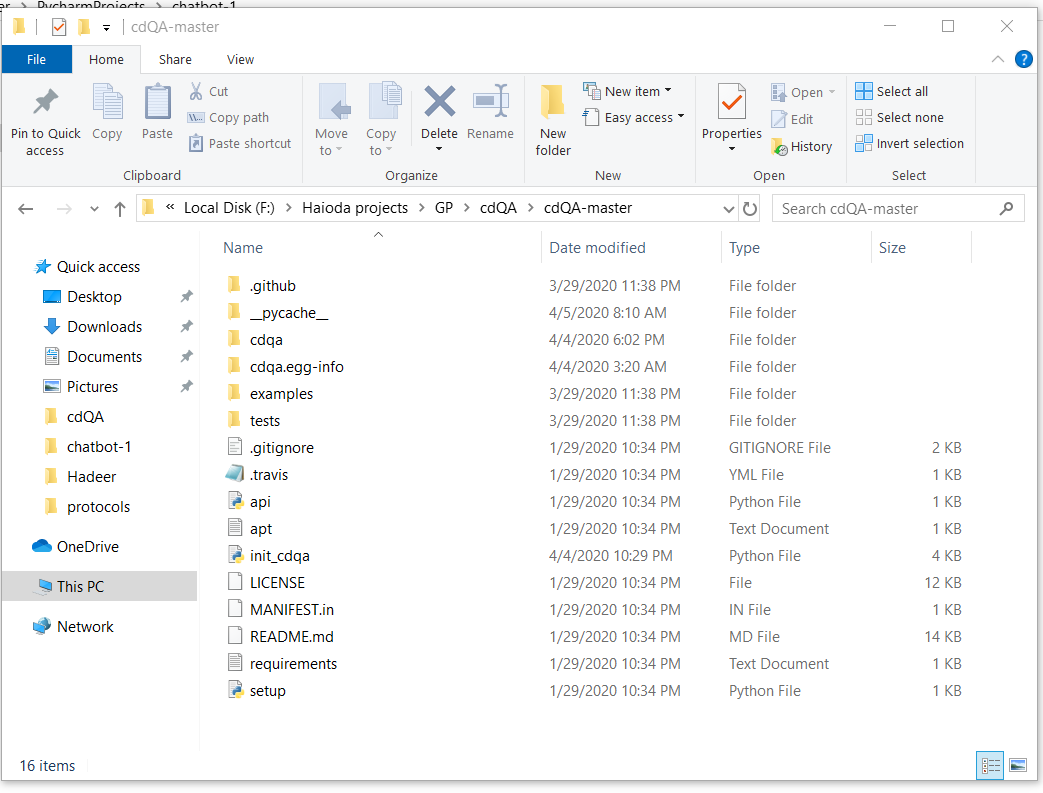 PycharmProjects > chatbot-1
cdQA-master
File Home Share View
Pin to Quick access
Copy
Paste
Cut
Copy path
Paste shortcut
Clipboard
Move to
Copy to
Delete
Rename
Organize
New folder
New item
Easy access
New
Properties
Open
Edit
History
Open
Select all
Select none
Invert selection
Select
« Local Disk (F:) > Haioda projects > GP > cdQA > cdQA-master
Search cdQA-master
Quick access
Desktop
Downloads
Documents
Pictures
cdQA
chatbot-1
Hadeer
protocols
OneDrive
This PC
Network
Name Date modified Type Size
.github 3/29/2020 11:38 PM File folder
__pycache__ 4/5/2020 8:10 AM File folder
cdqa 4/4/2020 6:02 PM File folder
cdqa.egg-info 4/4/2020 3:20 AM File folder
examples 3/29/2020 11:38 PM File folder
tests 3/29/2020 11:38 PM File folder
.gitignore 1/29/2020 10:34 PM GITIGNORE File 2 KB
.travis 1/29/2020 10:34 PM YML File 1 KB
api 1/29/2020 10:34 PM Python File 1 KB
apt 1/29/2020 10:34 PM Text Document 1 KB
init_cdqa 4/4/2020 10:29 PM Python File 4 KB
LICENSE 1/29/2020 10:34 PM File 12 KB
MANIFEST.in 1/29/2020 10:34 PM IN File 1 KB
README.md 1/29/2020 10:34 PM MD File 14 KB
requirements 1/29/2020 10:34 PM Text Document 1 KB
setup 1/29/2020 10:34 PM Python File 1 KB
16 items